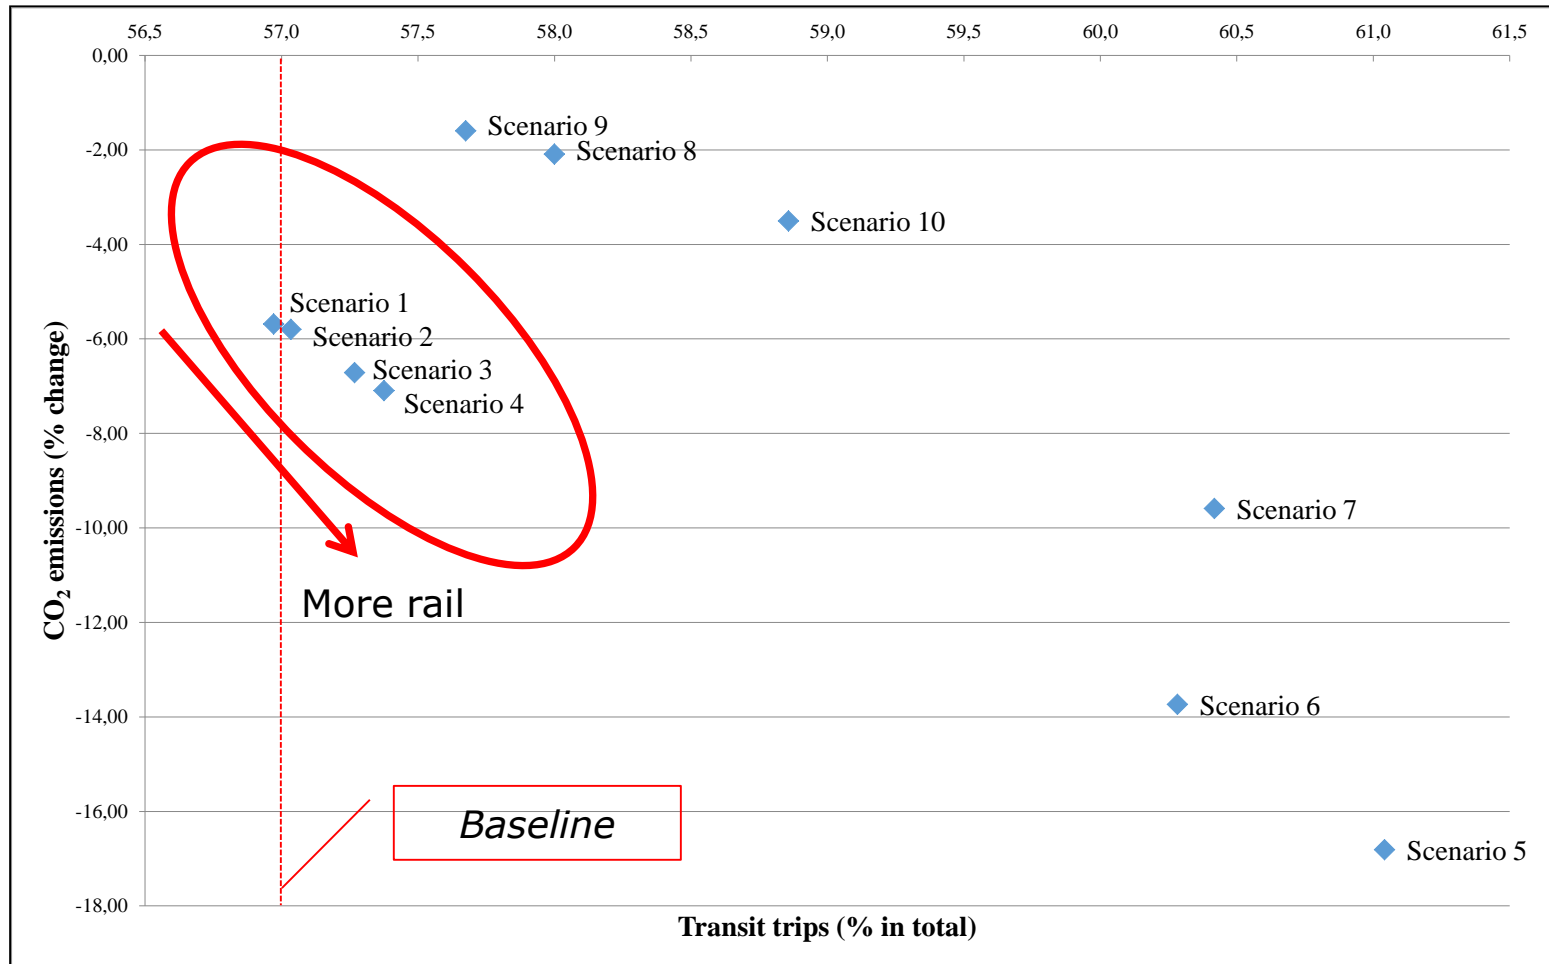 56,5 57,0 57,5 58,0 58,5 59,0 59,5 60,0 60,5 61,0 61,5
0,00
Scenario 9
-2,00
Scenario 8
Scenario 10
-4,00
Scenario 1
-6,00
Scenario 2
Scenario 3
Scenario 4
-8,00
Scenario 7
-10,00
More rail
-12,00
Scenario 6
-14,00
-16,00
Baseline
Scenario 5
-18,00
CO₂ emissions (% change)
Transit trips (% in total)